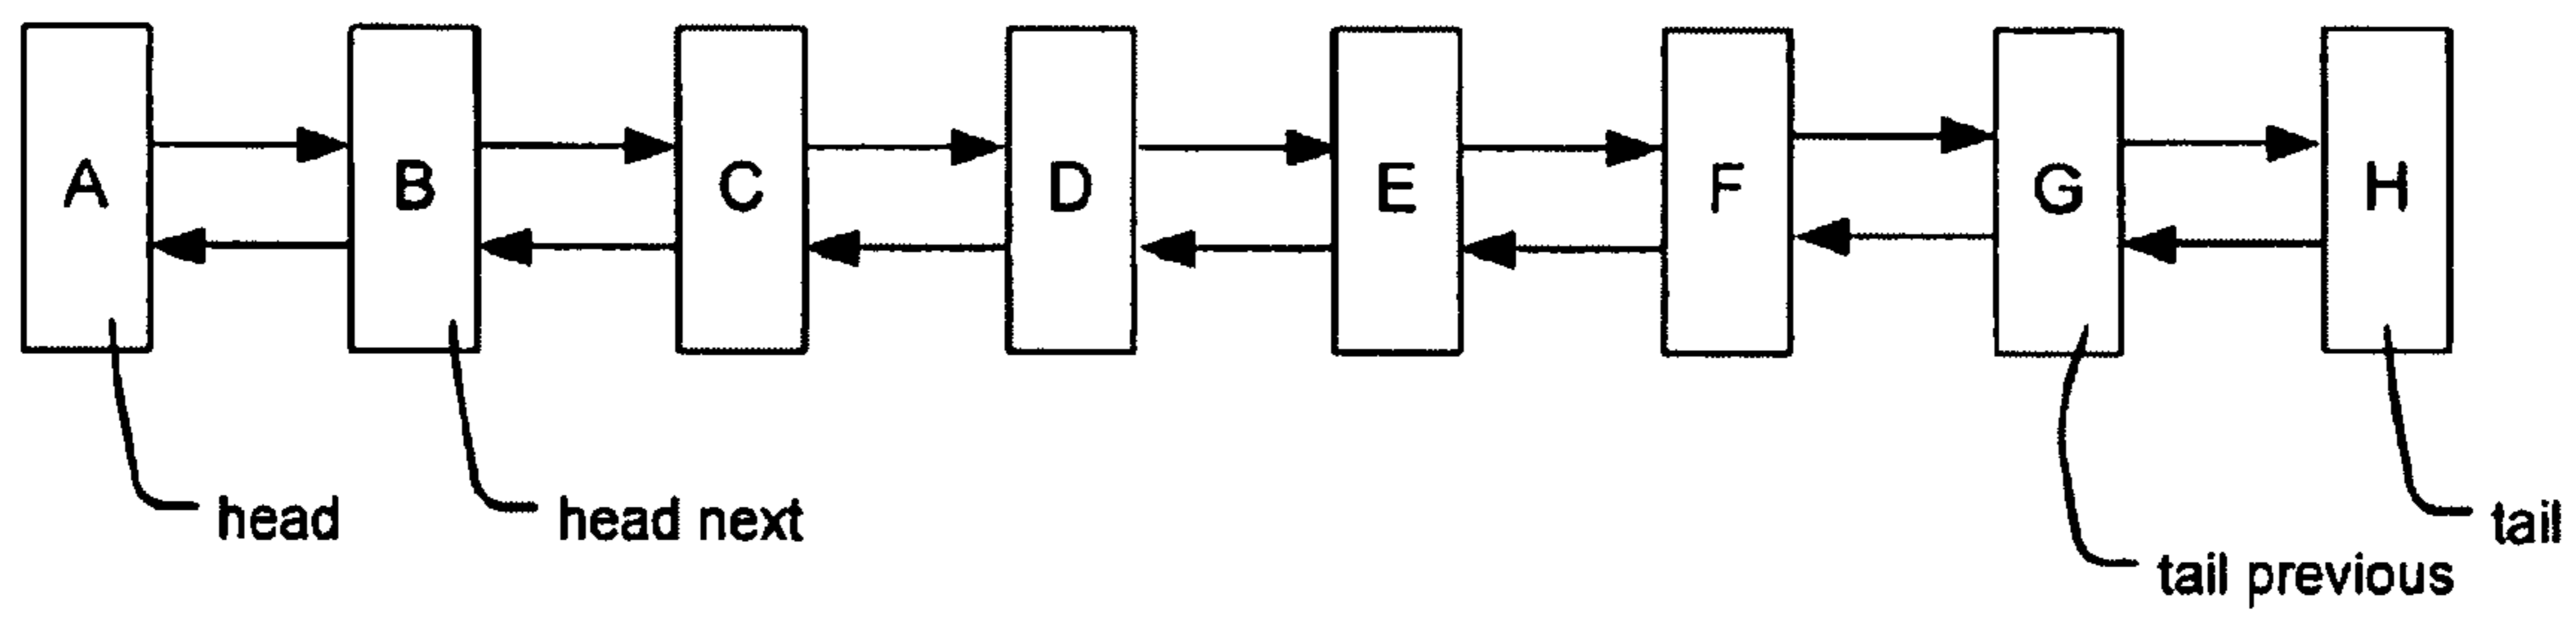 A B C D E F G H
head
head next
tail
tail previous